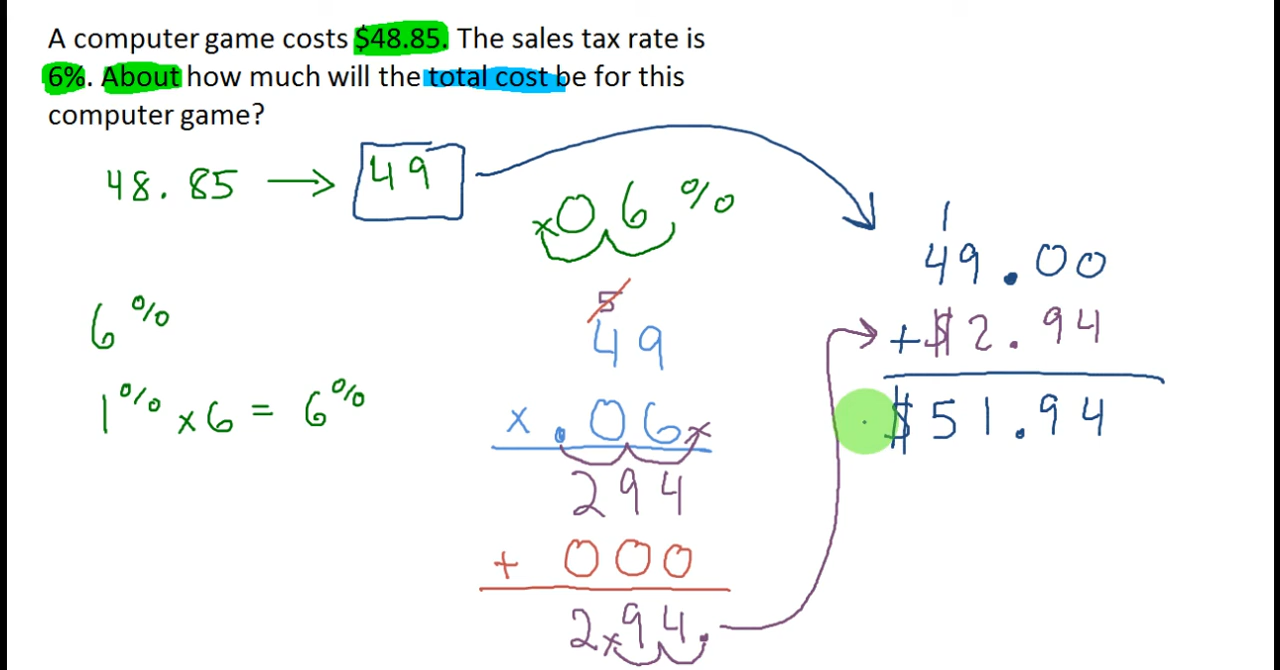 A computer game costs $48.85. The sales tax rate is
6%. About how much will the total cost be for this
computer game?
48.85 → 49
06.%
6%
1% × 6 = 6%
5
49
× .06
294
+ 000
2 94.
1
49.00
+ $2.94
$51.94